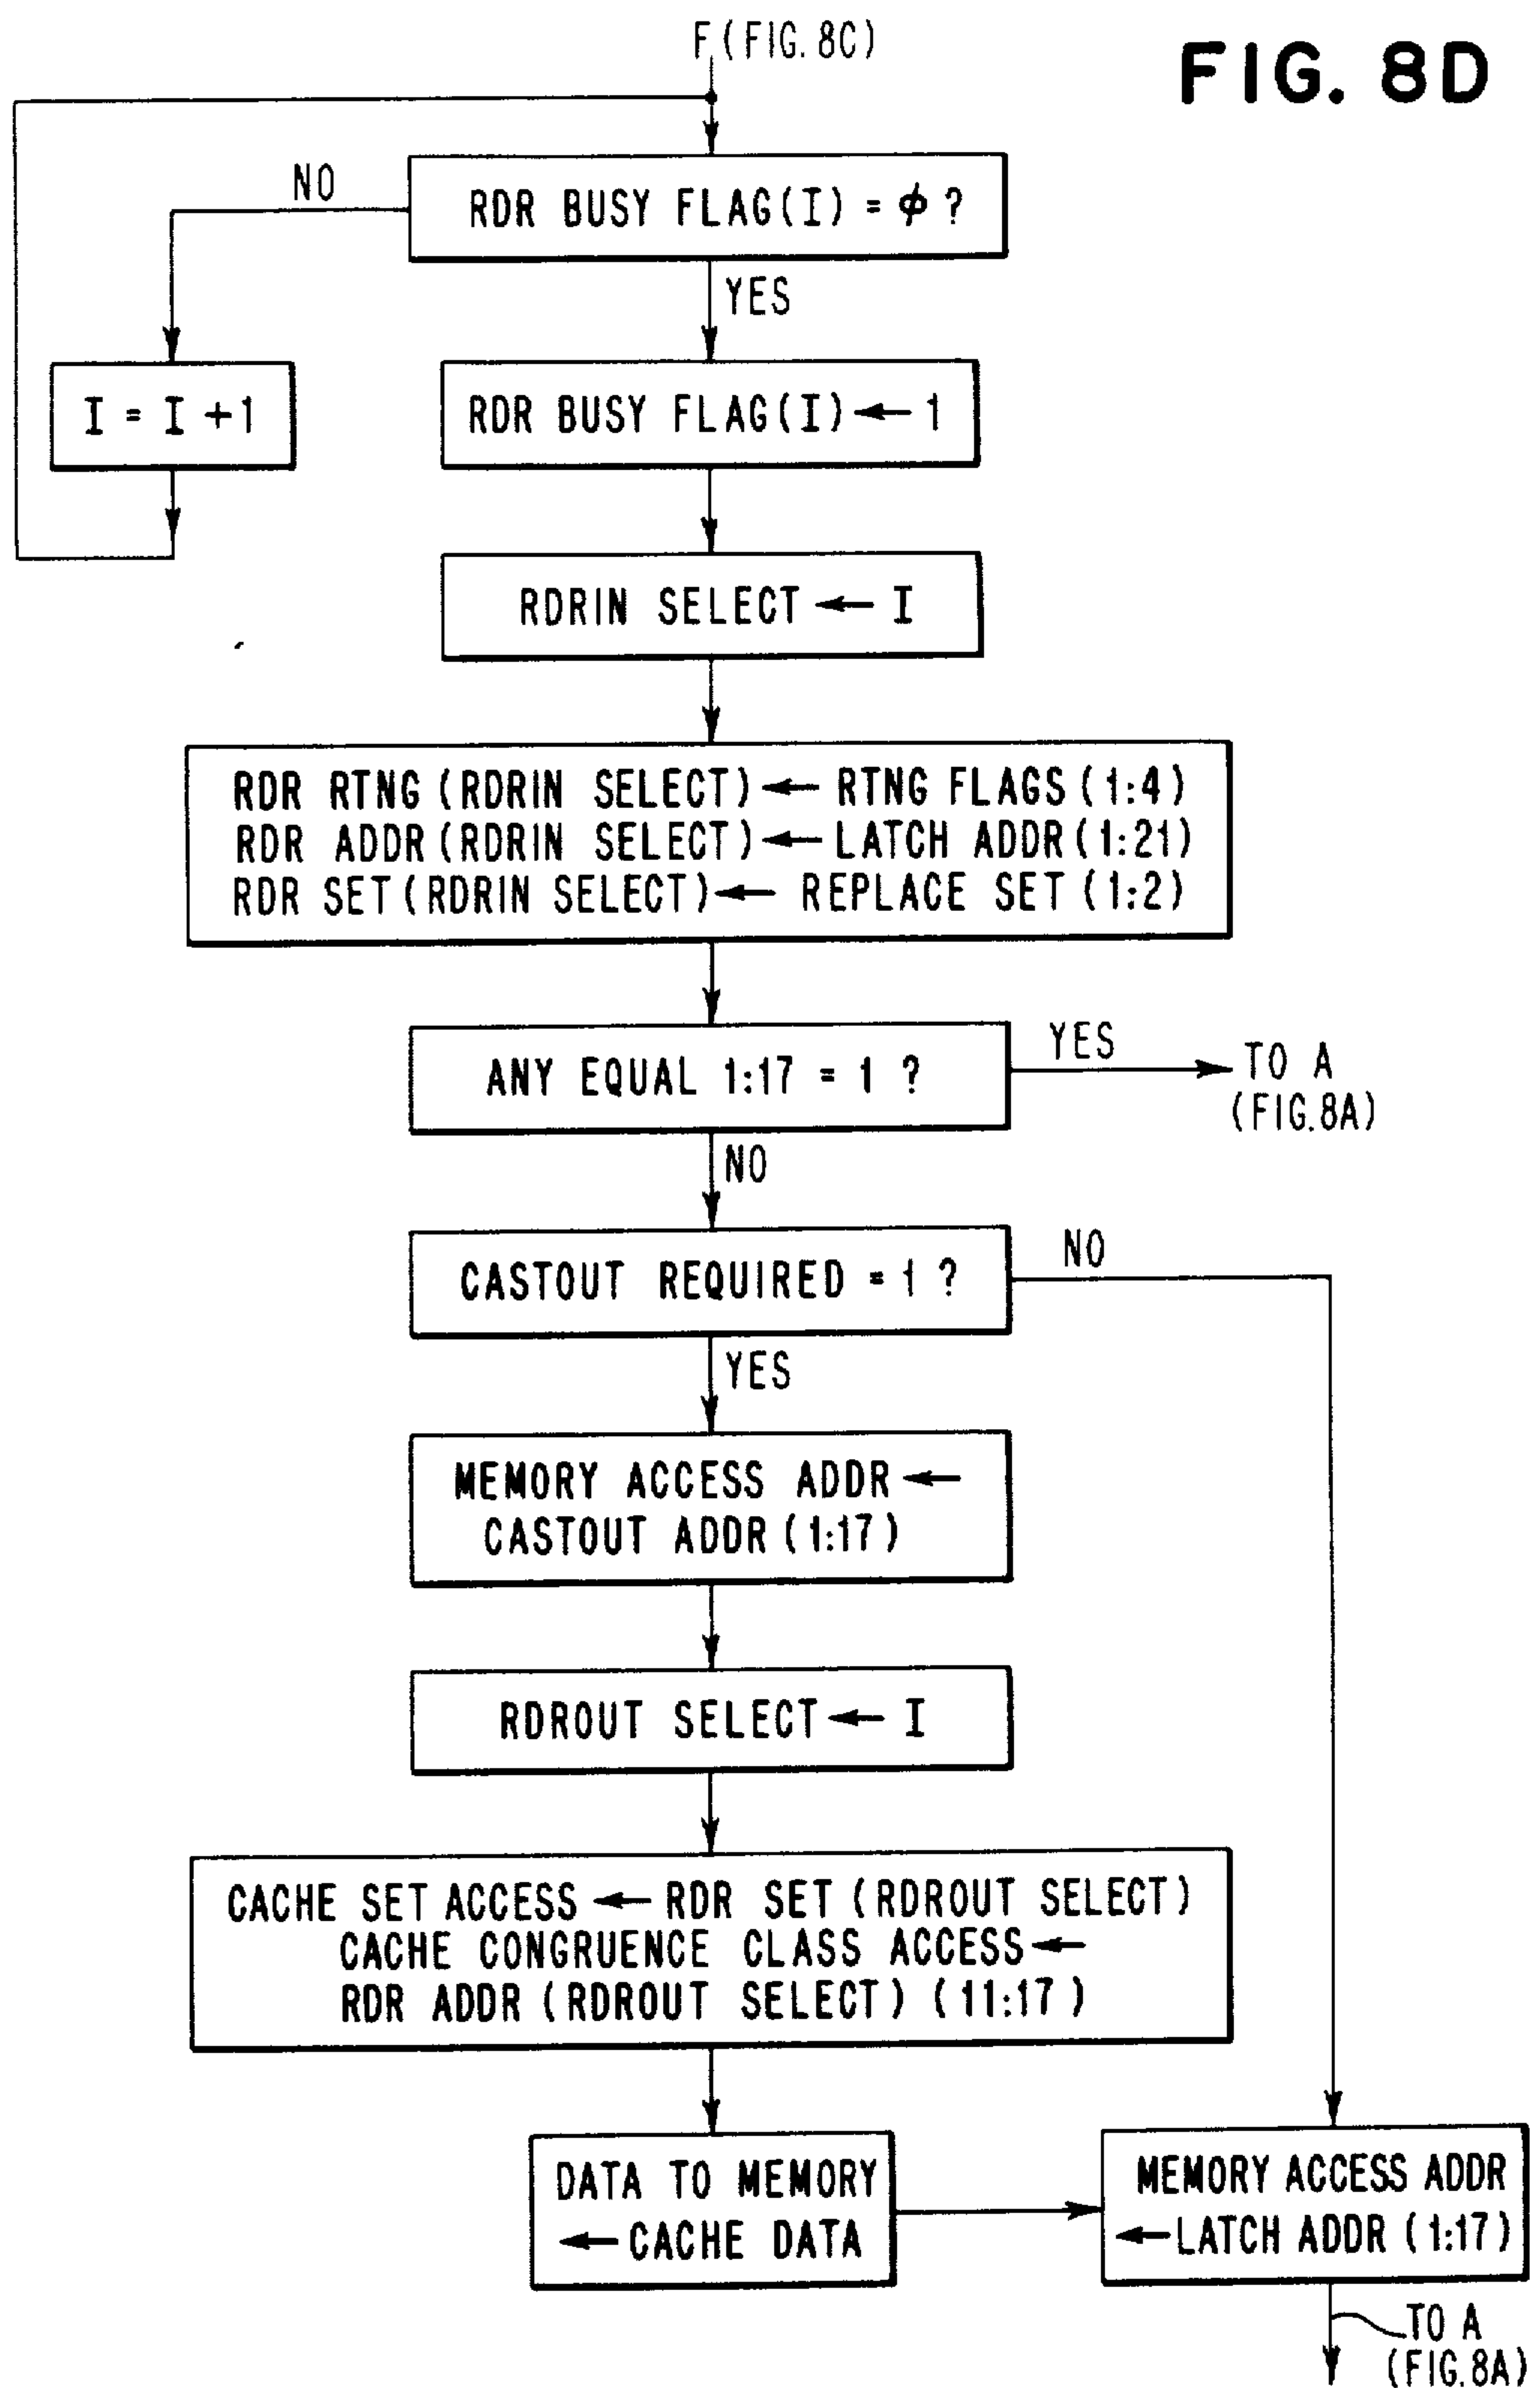 F (FIG. 8C)
FIG. 8D
NO
RDR BUSY FLAG(I) = ϕ ?
YES
I = I +1
RDR BUSY FLAG(I) ← 1
RDRIN SELECT ← I
RDR RTNG (RDRIN SELECT) ← RTNG FLAGS (1:4)
RDR ADDR (RDRIN SELECT) ← LATCH ADDR (1:21)
RDR SET (RDRIN SELECT) ← REPLACE SET (1:2)
ANY EQUAL 1:17 = 1 ?
YES
TO A
(FIG.8A)
NO
CASTOUT REQUIRED = 1 ?
NO
YES
MEMORY ACCESS ADDR ←
CASTOUT ADDR (1:17)
RDROUT SELECT ← I
CACHE SET ACCESS ← RDR SET (RDROUT SELECT)
CACHE CONGRUENCE CLASS ACCESS ←
RDR ADDR (RDROUT SELECT) (11:17)
DATA TO MEMORY
← CACHE DATA
MEMORY ACCESS ADDR
← LATCH ADDR (1:17)
TO A
(FIG.8A)